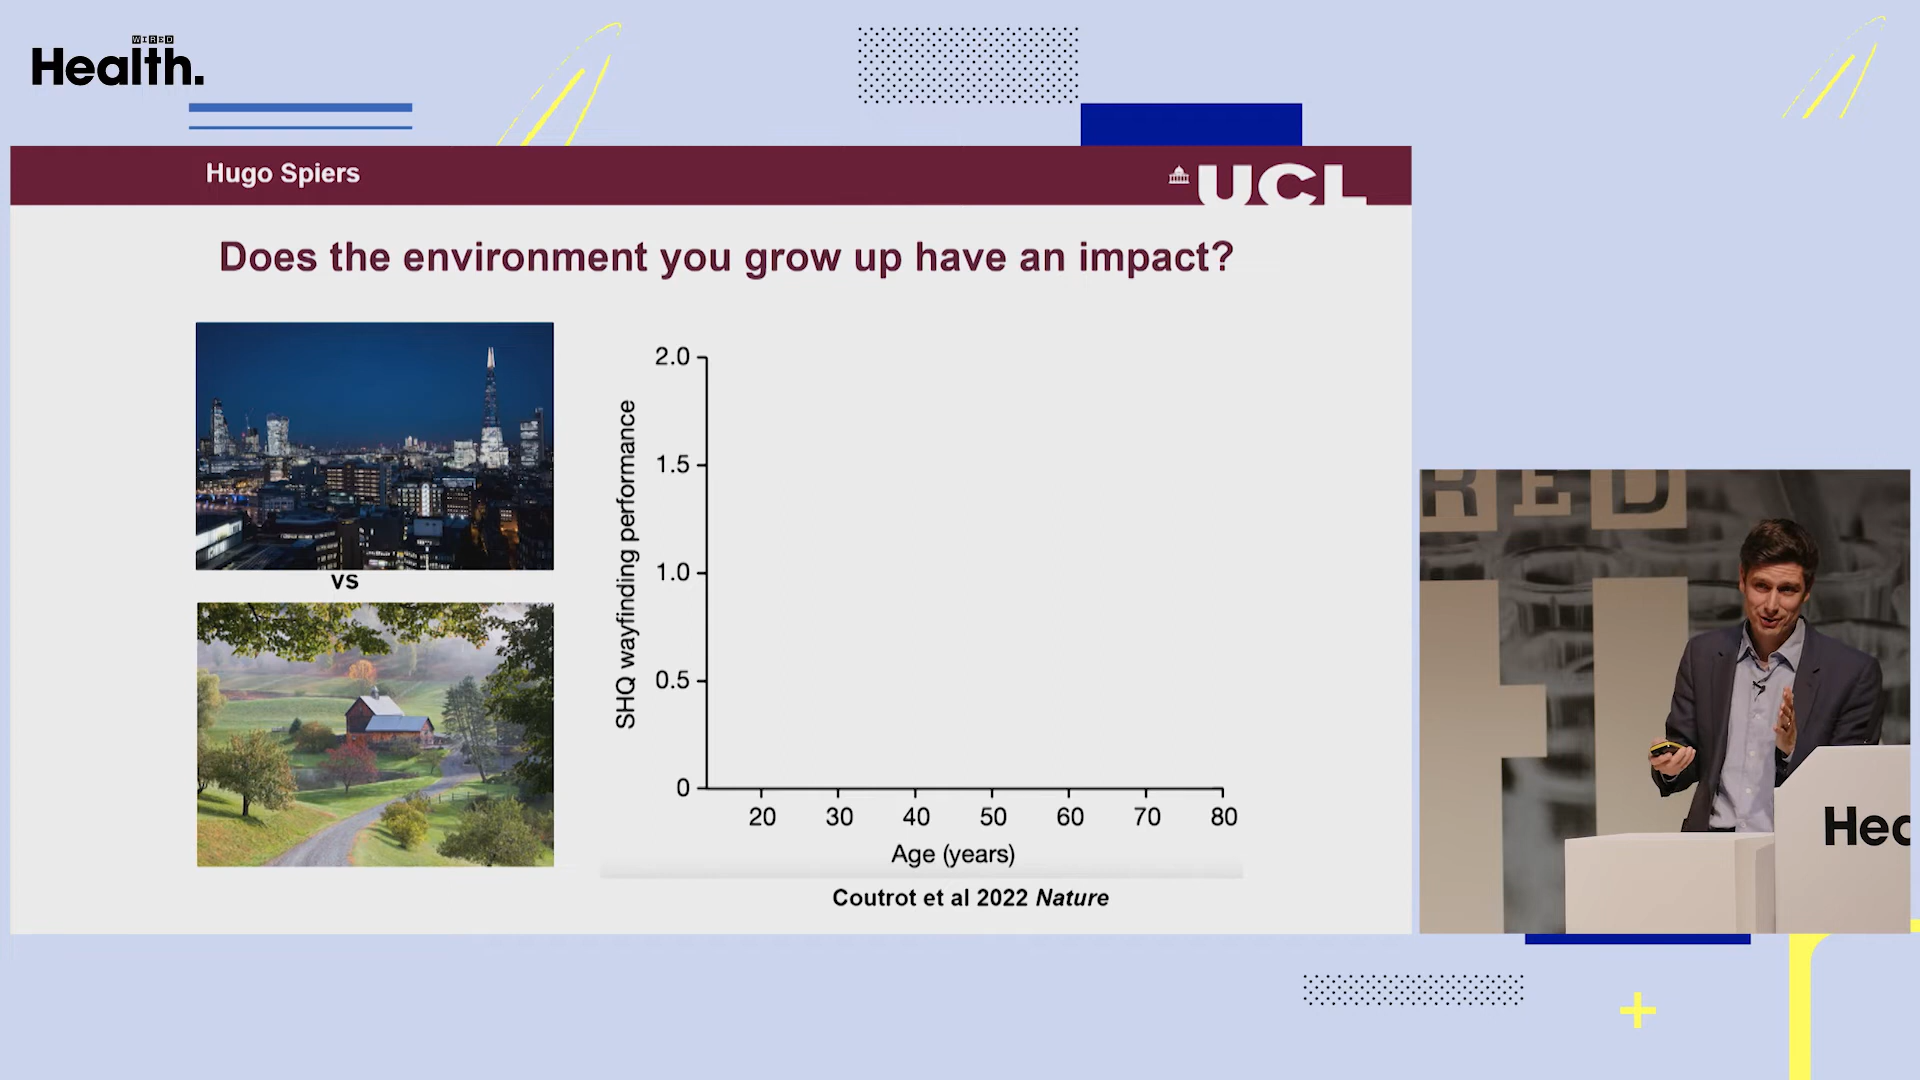 WIRED
Health.
Hugo Spiers
UCL
Does the environment you grow up have an impact?
vs
SHQ wayfinding performance
2.0
1.5
1.0
0.5
0
20 30 40 50 60 70 80
Age (years)
Coutrot et al 2022 Nature
RED
H
Hea